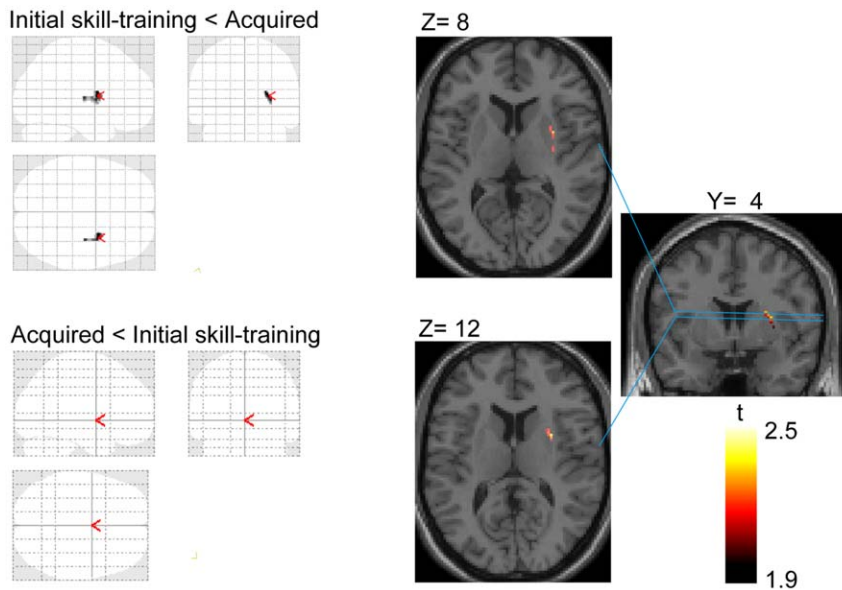 Initial skill-training < Acquired
Z= 8
Y= 4
Acquired < Initial skill-training
Z= 12
t
2.5
1.9